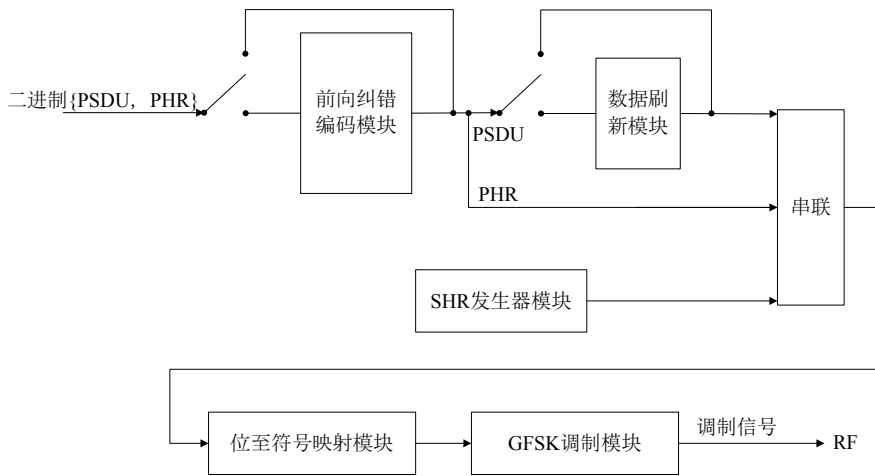 二进制{PSDU，PHR}
前向纠错
编码模块
PSDU
数据刷
新模块
PHR
串联
SHR发生器模块
位至符号映射模块
GFSK调制模块
调制信号
RF